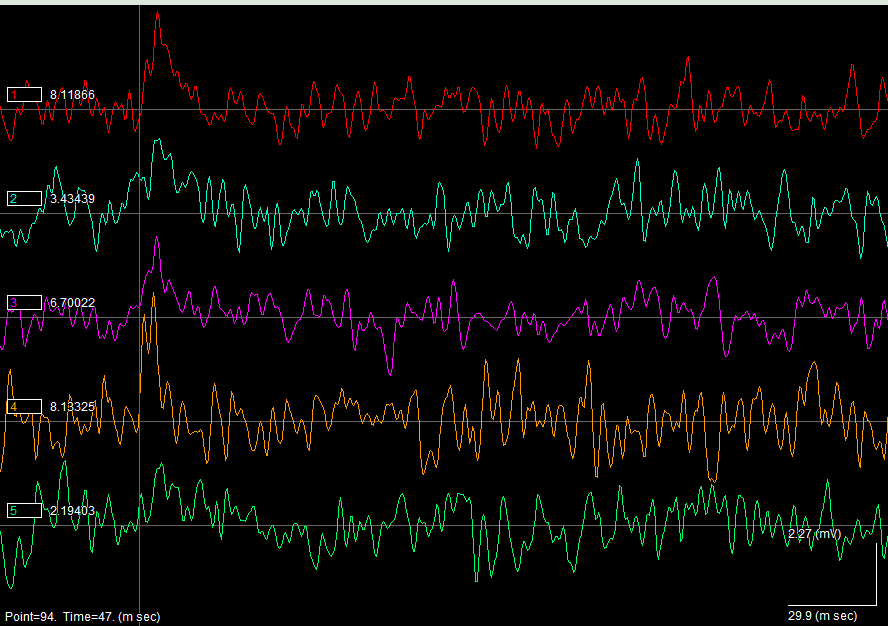 1 8.11866
2 3.43439
3 6.70022
4 8.13325
5 2.19403
2.27 (mV)
29.9 (m sec)
Point=94. Time=47. (m sec)